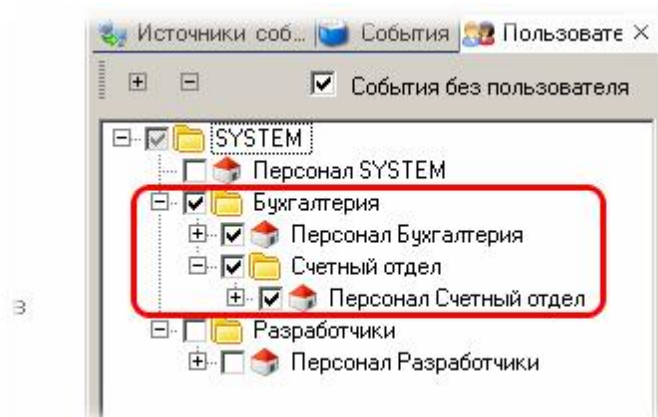 Источники соб... События Пользовате
События без пользователя
SYSTEM
Персонал SYSTEM
Бухгалтерия
Персонал Бухгалтерия
Счетный отдел
Персонал Счетный отдел
в
Разработчики
Персонал Разработчики